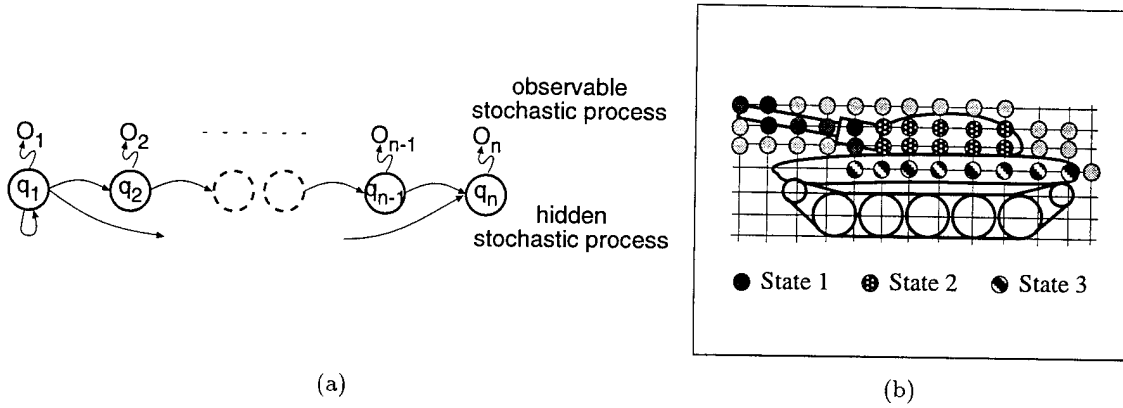 observable
stochastic process
O1 O2 - - - - - - On-1 On
q1 q2 qn-1 qn
hidden
stochastic process
(a)
State 1 State 2 State 3
(b)